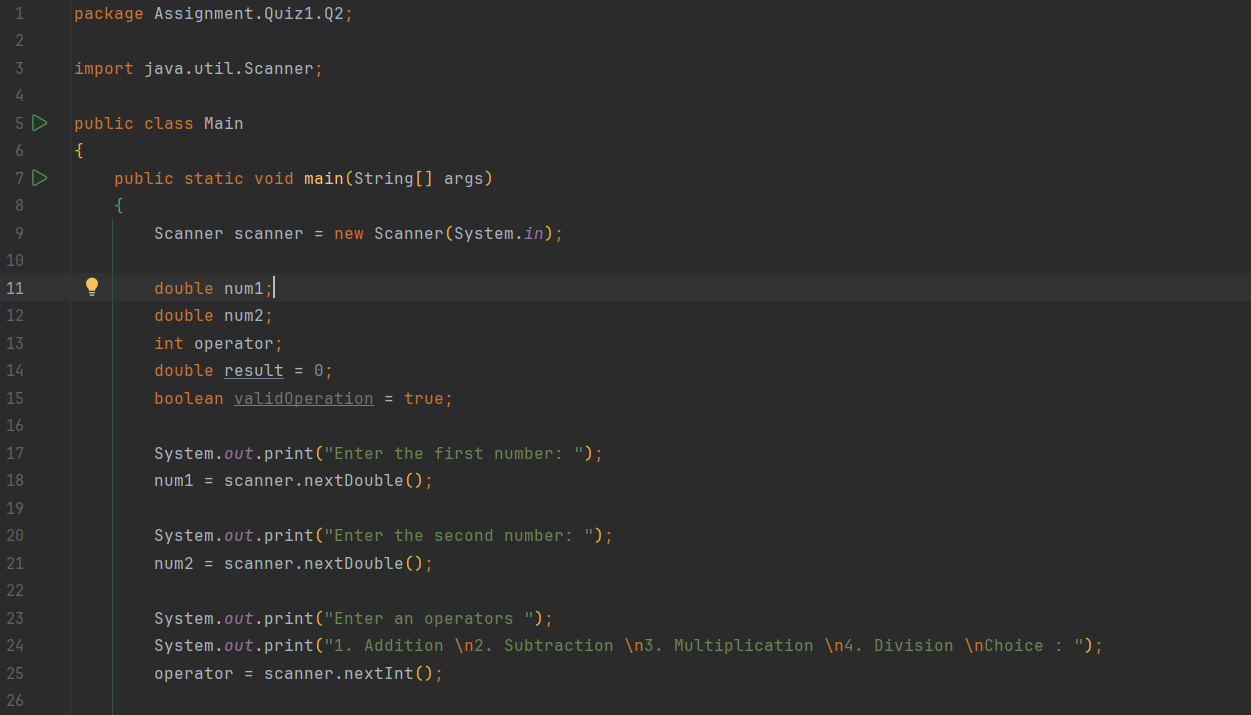 1 package Assignment.Quiz1.Q2;
2
3 import java.util.Scanner;
4
5 public class Main
6 {
7     public static void main(String[] args)
8     {
9         Scanner scanner = new Scanner(System.in);
10
11         double num1;
12         double num2;
13         int operator;
14         double result = 0;
15         boolean validOperation = true;
16
17         System.out.print("Enter the first number: ");
18         num1 = scanner.nextDouble();
19
20         System.out.print("Enter the second number: ");
21         num2 = scanner.nextDouble();
22
23         System.out.print("Enter an operators ");
24         System.out.print("1. Addition \n2. Subtraction \n3. Multiplication \n4. Division \nChoice : ");
25         operator = scanner.nextInt();
26